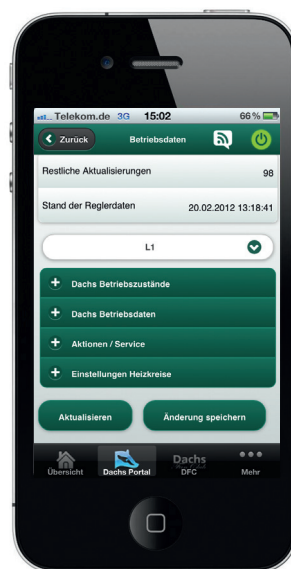 Telekom.de 3G 15:02 66 %
Zurück Betriebsdaten
Restliche Aktualisierungen 98
Stand der Reglerdaten 20.02.2012 13:18:41
L1
Dachs Betriebszustände
Dachs Betriebsdaten
Aktionen / Service
Einstellungen Heizkreise
Aktualisieren Änderung speichern
Dachs
Übersicht Dachs Portal DFC Mehr